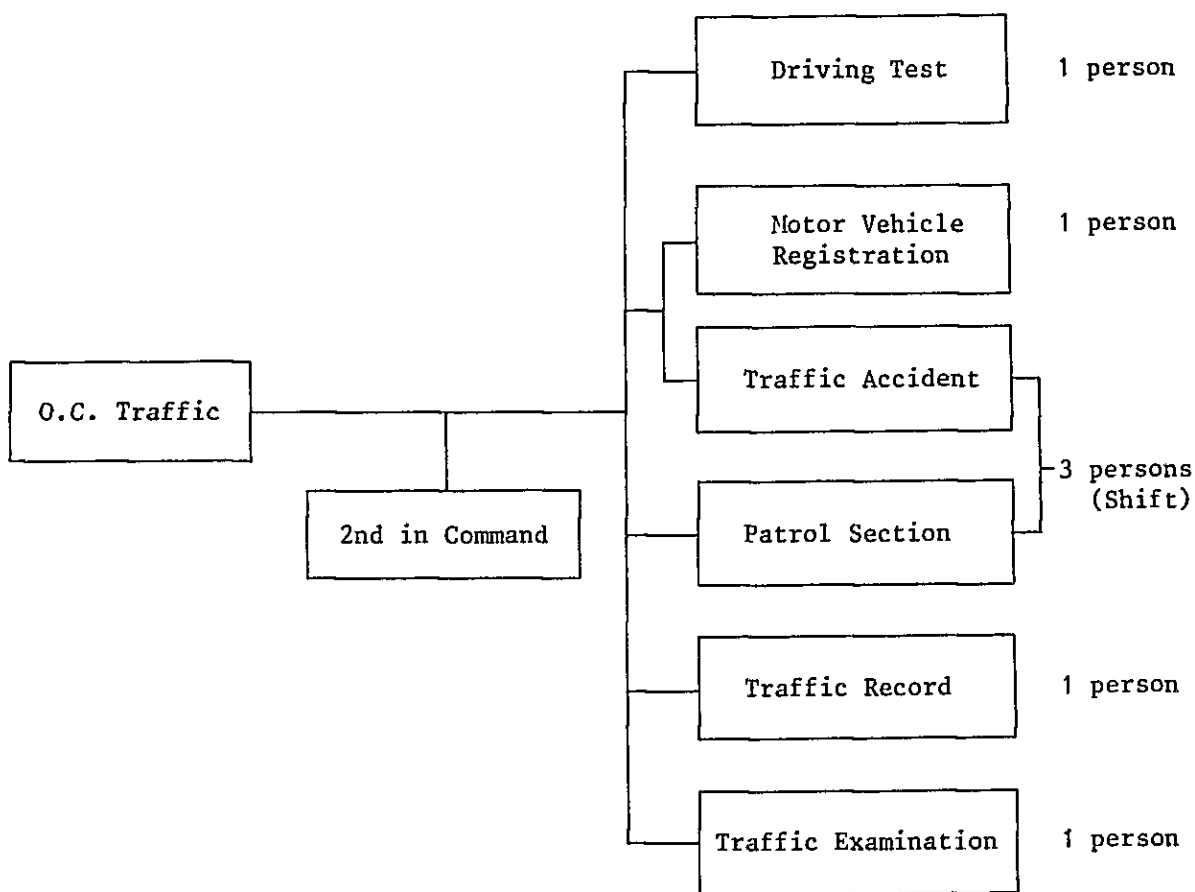 Driving Test
1 person
Motor Vehicle
Registration
1 person
Traffic Accident
O.C. Traffic
3 persons
(Shift)
2nd in Command
Patrol Section
Traffic Record
1 person
Traffic Examination
1 person